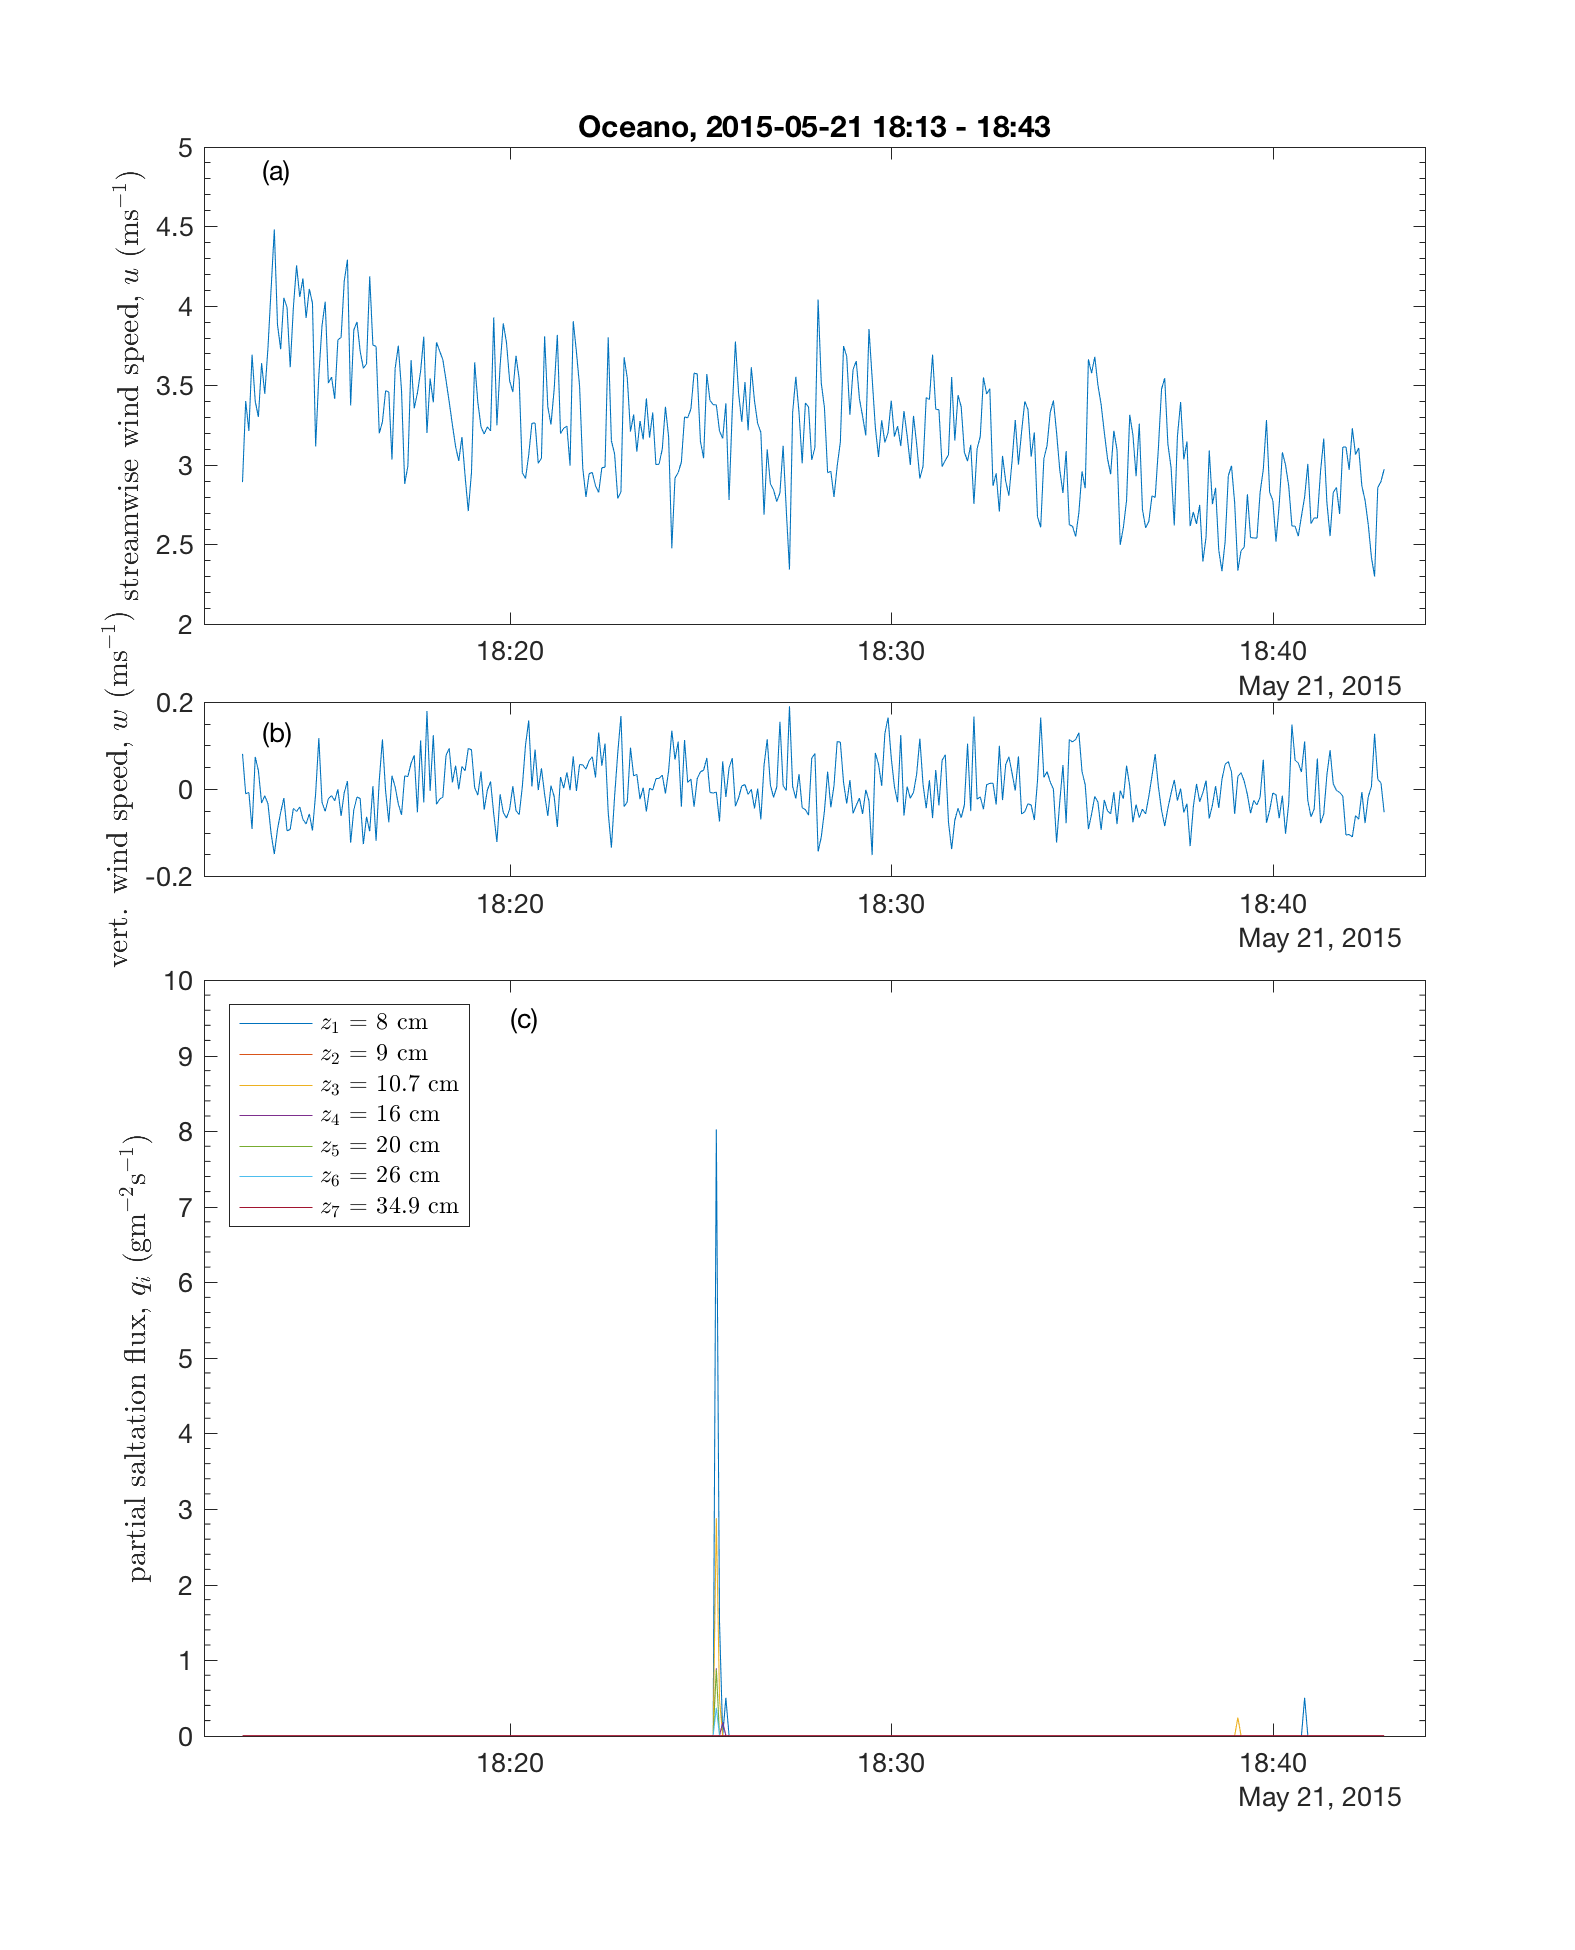 Oceano, 2015-05-21 18:13 - 18:43
(a)
streamwise wind speed, u (ms⁻¹)
5
4.5
4
3.5
3
2.5
2
18:20 18:30 18:40
May 21, 2015
(b)
vert. wind speed, w (ms⁻¹)
0.2
0
-0.2
18:20 18:30 18:40
May 21, 2015
(c)
partial saltation flux, qᵢ (gm⁻²s⁻¹)
10
9
8
7
6
5
4
3
2
1
0
z₁ = 8 cm
z₂ = 9 cm
z₃ = 10.7 cm
z₄ = 16 cm
z₅ = 20 cm
z₆ = 26 cm
z₇ = 34.9 cm
18:20 18:30 18:40
May 21, 2015